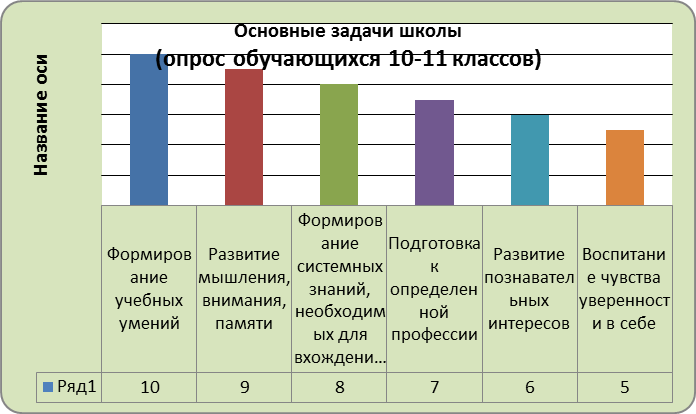 Основные задачи школы
(опрос обучающихся 10-11 классов)
Название оси
Формиров
ание
учебных
умений
Развитие
мышления,
внимания,
памяти
Формиров
ание
системных
знаний,
необходим
ых для
вхождени…
Подготовка
к
определен
ной
профессии
Развитие
познавател
ьных
интересов
Воспитани
е чувства
уверенност
и в себе
Ряд1 10 9 8 7 6 5